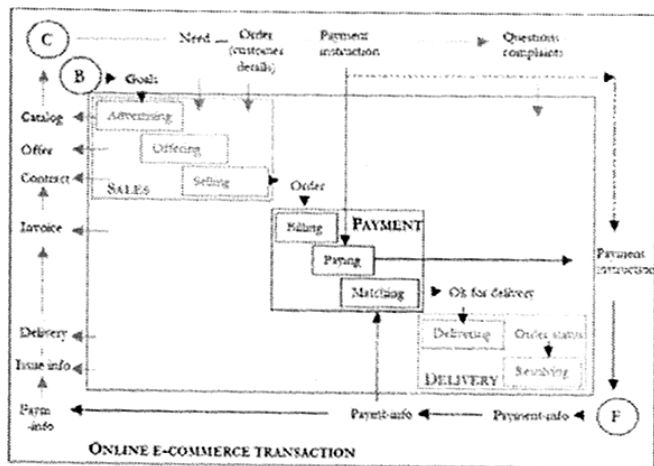 C
Need
Order
(customer
details)
Payment
instruction
Questions
complaints
B
Goals
Catalog
Advertising
Offer
Offering
Contract
Selling
SALES
Order
Invoice
Billing
PAYMENT
Paying
Payment
instruction
Matching
Ok for delivery
Delivery
Delivering
Order status
Issue info
Resolving
DELIVERY
Paym
-info
Paymt-info
Payment-info
F
ONLINE E-COMMERCE TRANSACTION